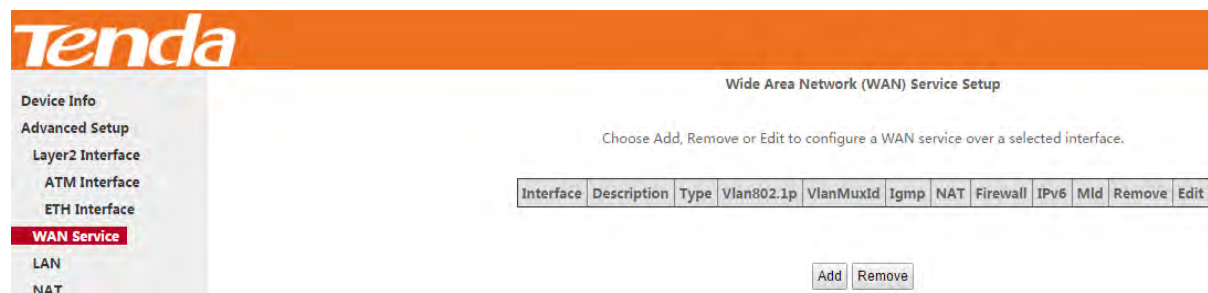 Tenda
Device Info
Advanced Setup
Layer2 Interface
ATM Interface
ETH Interface
WAN Service
LAN
NAT
Wide Area Network (WAN) Service Setup
Choose Add, Remove or Edit to configure a WAN service over a selected interface.
Interface Description Type Vlan802.1p VlanMuxId Igmp NAT Firewall IPv6 Mld Remove Edit
Add Remove